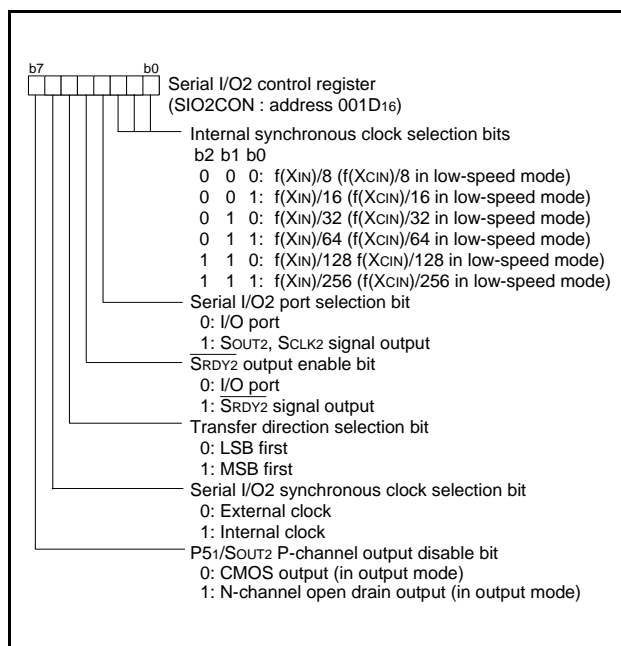 b7 b0
Serial I/O2 control register
(SIO2CON : address 001D16)
Internal synchronous clock selection bits
b2 b1 b0
0 0 0: f(XIN)/8 (f(XCIN)/8 in low-speed mode)
0 0 1: f(XIN)/16 (f(XCIN)/16 in low-speed mode)
0 1 0: f(XIN)/32 (f(XCIN)/32 in low-speed mode)
0 1 1: f(XIN)/64 (f(XCIN)/64 in low-speed mode)
1 1 0: f(XIN)/128 f(XCIN)/128 in low-speed mode)
1 1 1: f(XIN)/256 (f(XCIN)/256 in low-speed mode)
Serial I/O2 port selection bit
0: I/O port
1: SOUT2, SCLK2 signal output
SRDY2 output enable bit
0: I/O port
1: SRDY2 signal output
Transfer direction selection bit
0: LSB first
1: MSB first
Serial I/O2 synchronous clock selection bit
0: External clock
1: Internal clock
P51/SOUT2 P-channel output disable bit
0: CMOS output (in output mode)
1: N-channel open drain output (in output mode)